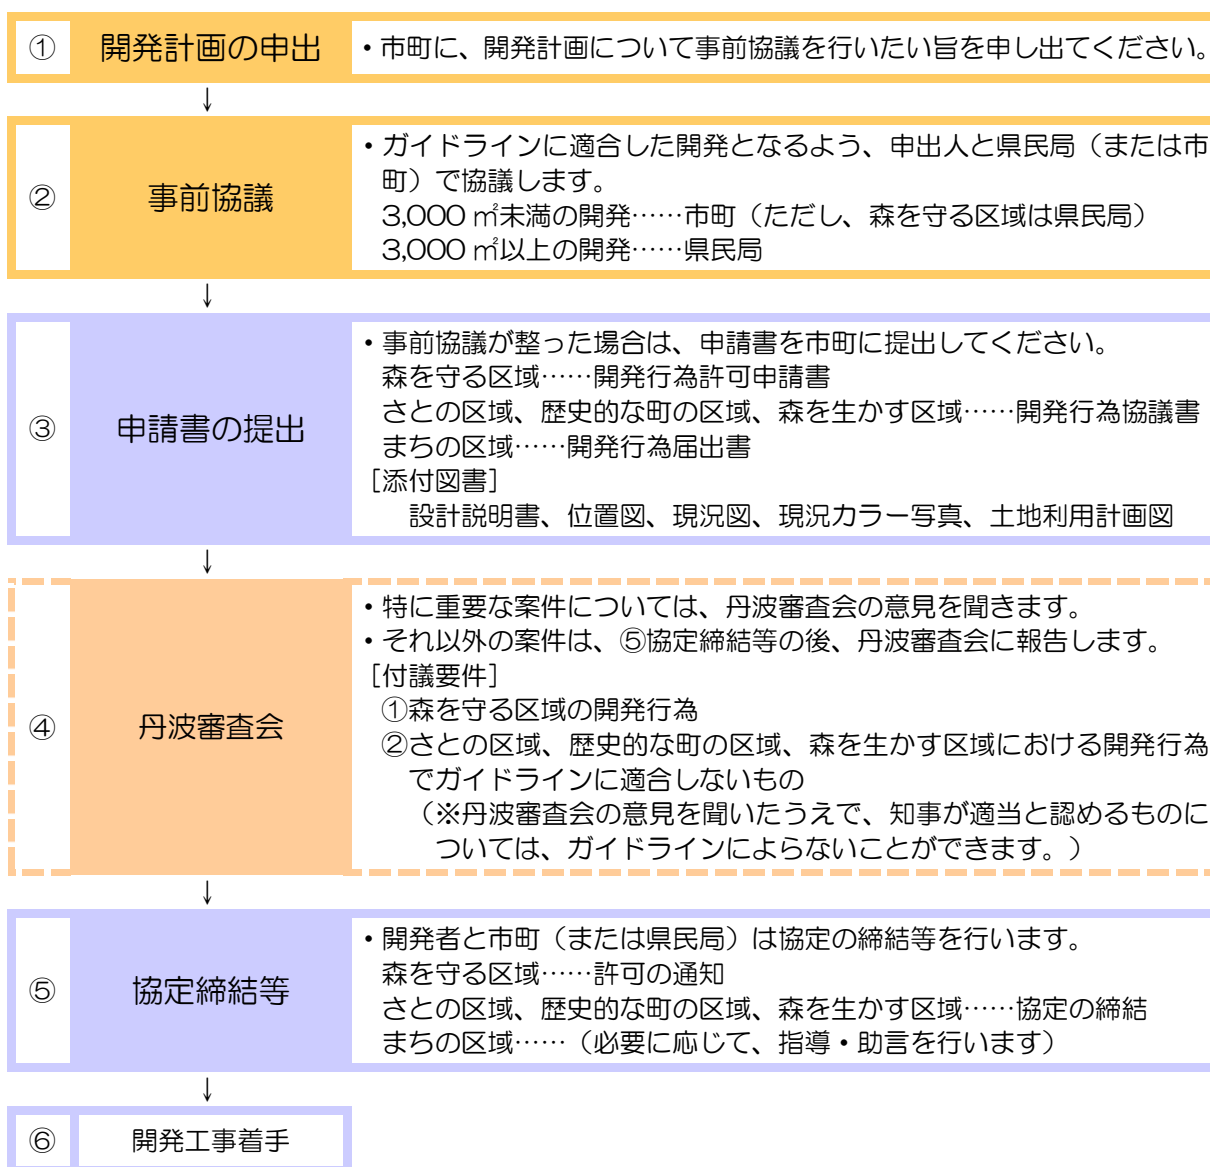 ① 開発計画の申出 ・市町に、開発計画について事前協議を行いたい旨を申し出てください。
↓
② 事前協議
・ガイドラインに適合した開発となるよう、申出人と県民局（または市
町）で協議します。
3,000 ㎡未満の開発……市町（ただし、森を守る区域は県民局）
3,000 ㎡以上の開発……県民局
↓
③ 申請書の提出
・事前協議が整った場合は、申請書を市町に提出してください。
森を守る区域……開発行為許可申請書
さとの区域、歴史的な町の区域、森を生かす区域……開発行為協議書
まちの区域……開発行為届出書
［添付図書］
設計説明書、位置図、現況図、現況カラー写真、土地利用計画図
↓
④ 丹波審査会
・特に重要な案件については、丹波審査会の意見を聞きます。
・それ以外の案件は、⑤協定締結等の後、丹波審査会に報告します。
［付議要件］
①森を守る区域の開発行為
②さとの区域、歴史的な町の区域、森を生かす区域における開発行為
でガイドラインに適合しないもの
（※丹波審査会の意見を聞いたうえで、知事が適当と認めるものに
ついては、ガイドラインによらないことができます。）
↓
⑤ 協定締結等
・開発者と市町（または県民局）は協定の締結等を行います。
森を守る区域……許可の通知
さとの区域、歴史的な町の区域、森を生かす区域……協定の締結
まちの区域……（必要に応じて、指導・助言を行います）
↓
⑥ 開発工事着手